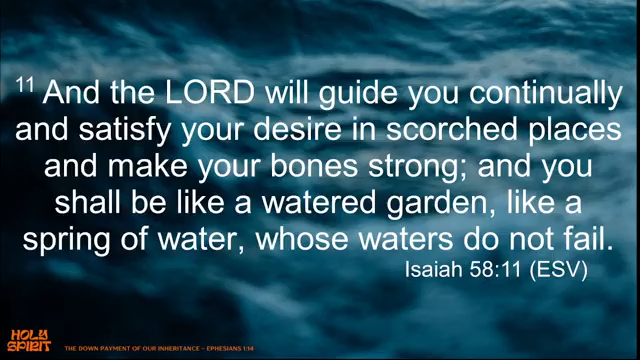 11 And the LORD will guide you continually
and satisfy your desire in scorched places
and make your bones strong; and you
shall be like a watered garden, like a
spring of water, whose waters do not fail.
Isaiah 58:11 (ESV)
HOLY
SPIRIT
THE DOWN PAYMENT OF OUR INHERITANCE - EPHESIANS 1:14